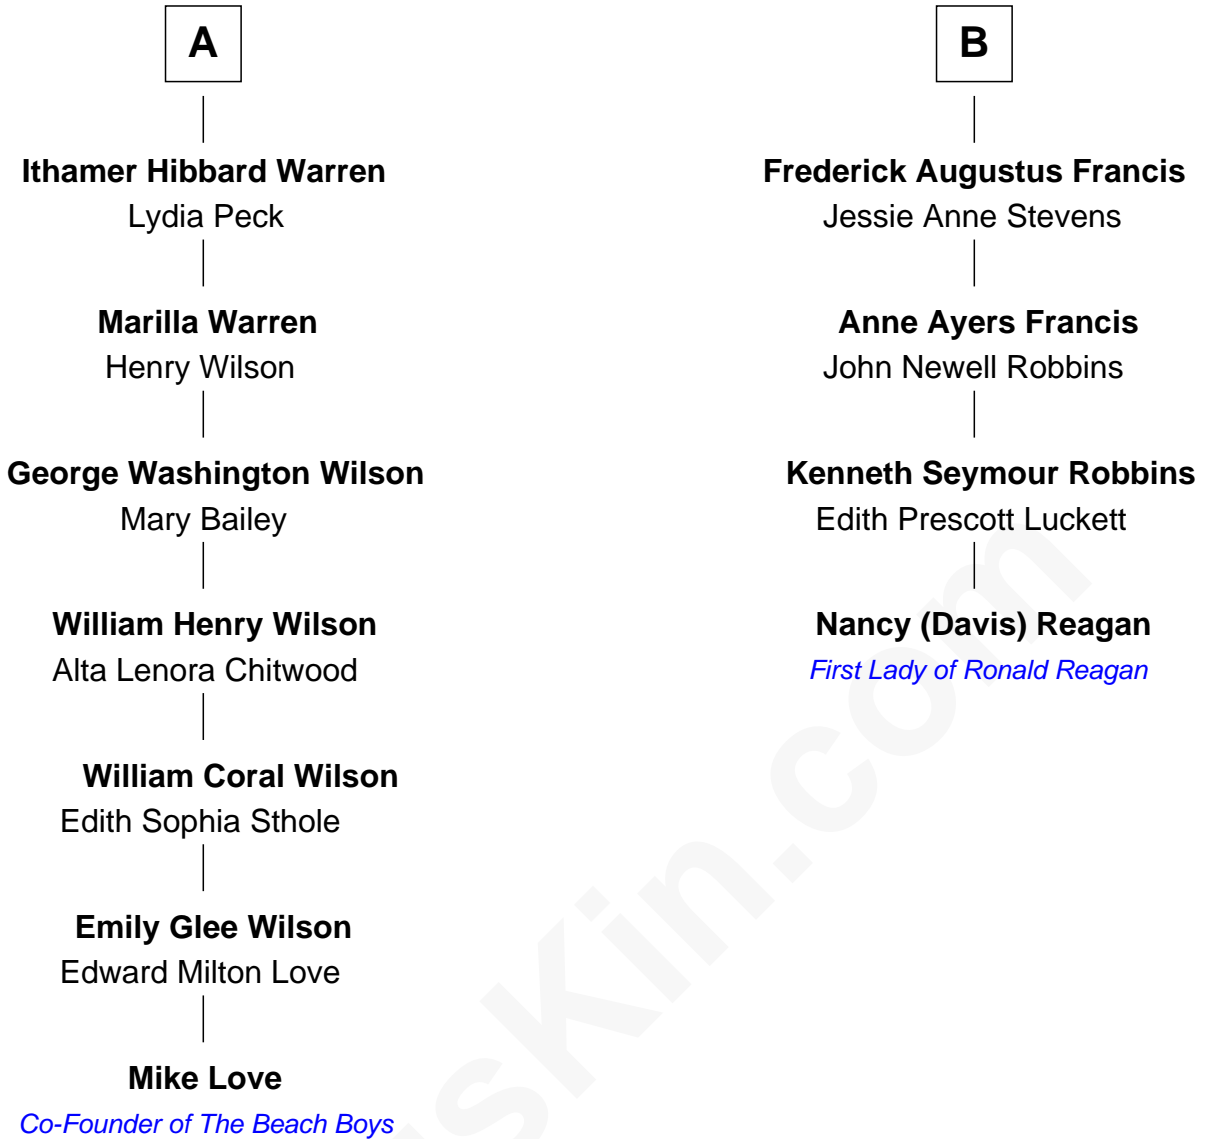 A
Ithamer Hibbard Warren
Lydia Peck
Marilla Warren
Henry Wilson
George Washington Wilson
Mary Bailey
William Henry Wilson
Alta Lenora Chitwood
William Coral Wilson
Edith Sophia Sthole
Emily Glee Wilson
Edward Milton Love
Mike Love
Co-Founder of The Beach Boys
B
Frederick Augustus Francis
Jessie Anne Stevens
Anne Ayers Francis
John Newell Robbins
Kenneth Seymour Robbins
Edith Prescott Luckett
Nancy (Davis) Reagan
First Lady of Ronald Reagan
sKin.com